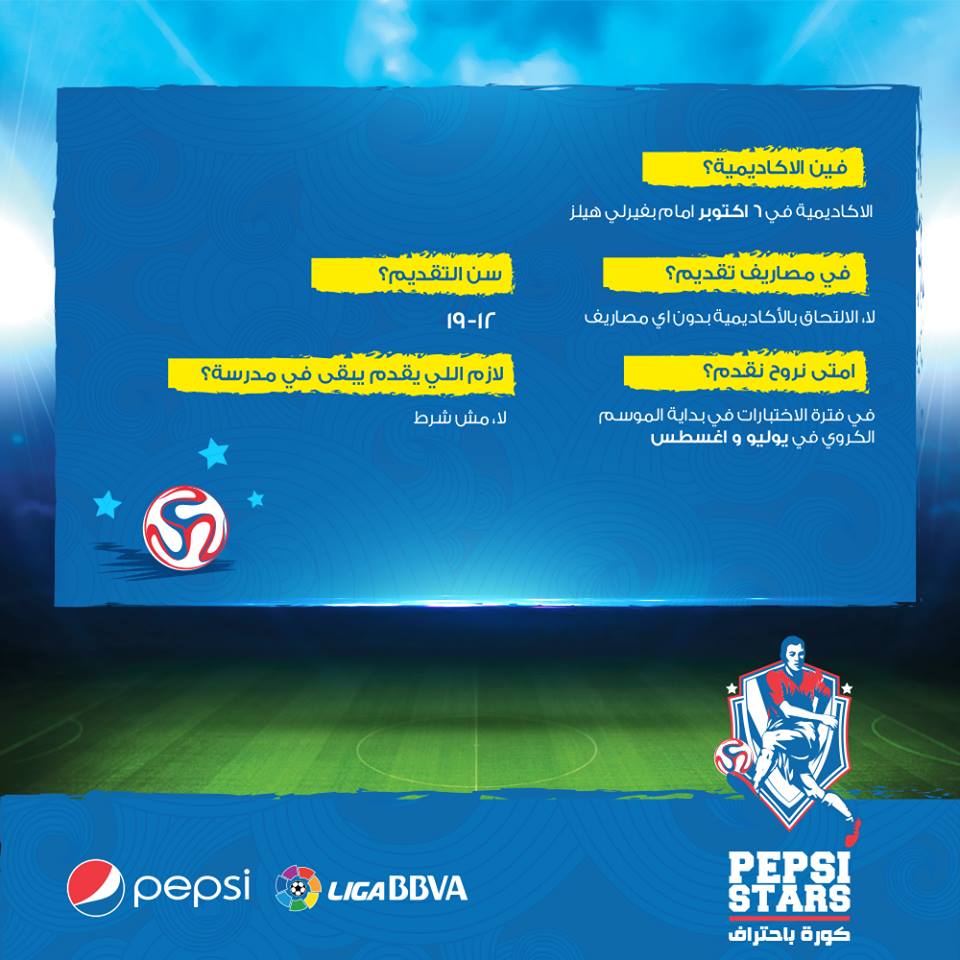 فين الاكاديمية؟
الاكاديمية في ٦ اكتوبر امام بفيرلي هيلز
في مصاريف تقديم؟
لا، الالتحاق بالأكاديمية بدون اي مصاريف
سن التقديم؟
١٢-١٩
امتى نروح نقدم؟
في فترة الاختبارات في بداية الموسم
الكروي في يوليو و اغسطس
لازم اللي يقدم يبقى في مدرسة؟
لا، مش شرط
pepsi
LIGA BBVA
PEPSI
STARS
كورة باحتراف